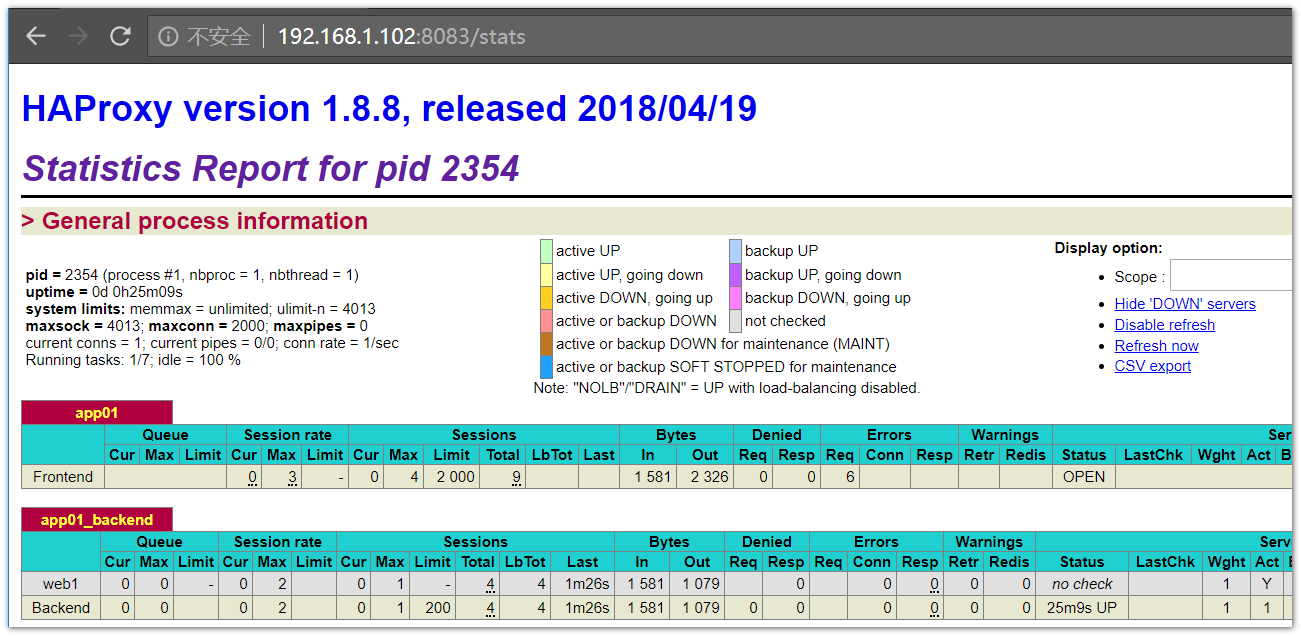 不安全 192.168.1.102:8083/stats
HAProxy version 1.8.8, released 2018/04/19
Statistics Report for pid 2354
> General process information
pid = 2354 (process #1, nbproc = 1, nbthread = 1)
uptime = 0d 0h25m09s
system limits: memmax = unlimited; ulimit-n = 4013
maxsock = 4013; maxconn = 2000; maxpipes = 0
current conns = 1; current pipes = 0/0; conn rate = 1/sec
Running tasks: 1/7; idle = 100 %
active UP backup UP
active UP, going down backup UP, going down
active DOWN, going up backup DOWN, going up
active or backup DOWN not checked
active or backup DOWN for maintenance (MAINT)
active or backup SOFT STOPPED for maintenance
Note: "NOLB"/"DRAIN" = UP with load-balancing disabled.
Display option:
• Scope :
• Hide 'DOWN' servers
• Disable refresh
• Refresh now
• CSV export
app01
Queue Session rate Sessions Bytes Denied Errors Warnings Ser
Cur Max Limit Cur Max Limit Cur Max Limit Total LbTot Last In Out Req Resp Req Conn Resp Retr Redis Status LastChk Wght Act B
Frontend 0 3 - 0 4 2 000 9 1 581 2 326 0 0 6 OPEN
app01_backend
Queue Session rate Sessions Bytes Denied Errors Warnings Serv
Cur Max Limit Cur Max Limit Cur Max Limit Total LbTot Last In Out Req Resp Req Conn Resp Retr Redis Status LastChk Wght Act
web1 0 0 - 0 2 0 1 - 4 4 1m26s 1 581 1 079 0 0 0 0 0 no check 1 Y
Backend 0 0 0 2 0 1 200 4 4 1m26s 1 581 1 079 0 0 0 0 0 0 25m9s UP 1 1